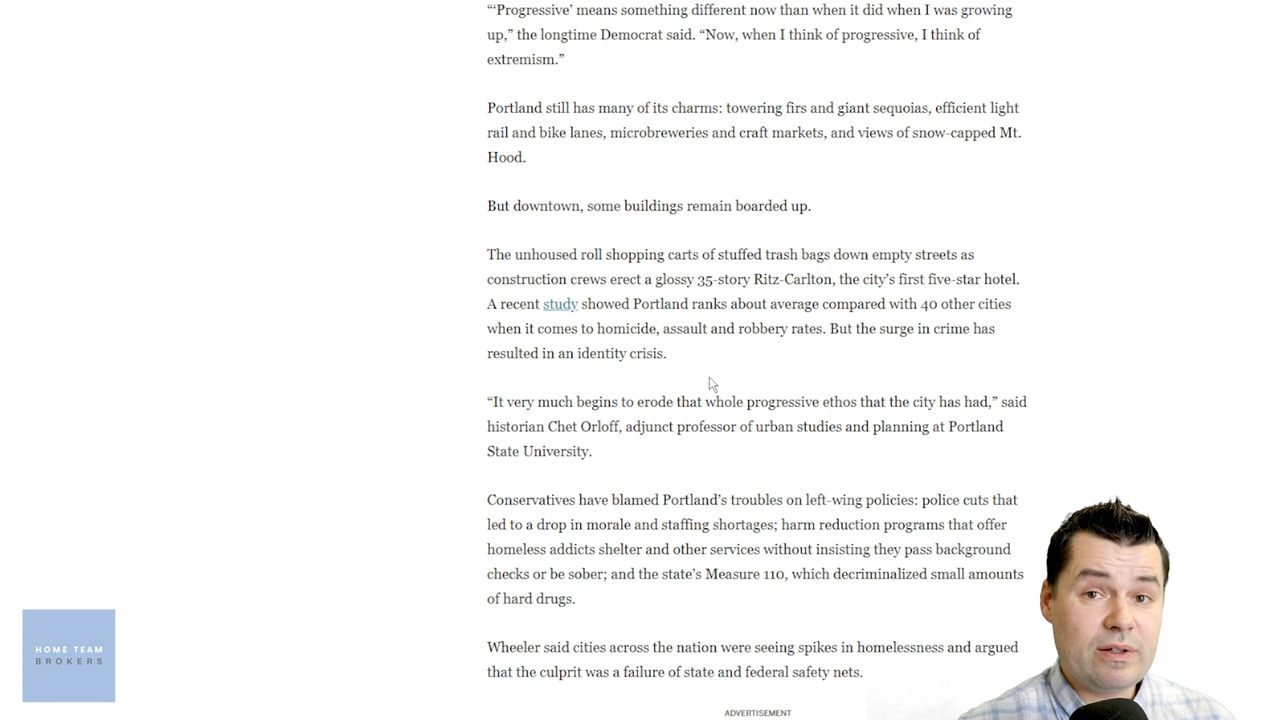 “‘Progressive’ means something different now than when it did when I was growing
up,” the longtime Democrat said. “Now, when I think of progressive, I think of
extremism.”
Portland still has many of its charms: towering firs and giant sequoias, efficient light
rail and bike lanes, microbreweries and craft markets, and views of snow-capped Mt.
Hood.
But downtown, some buildings remain boarded up.
The unhoused roll shopping carts of stuffed trash bags down empty streets as
construction crews erect a glossy 35-story Ritz-Carlton, the city’s first five-star hotel.
A recent study showed Portland ranks about average compared with 40 other cities
when it comes to homicide, assault and robbery rates. But the surge in crime has
resulted in an identity crisis.
“It very much begins to erode that whole progressive ethos that the city has had,” said
historian Chet Orloff, adjunct professor of urban studies and planning at Portland
State University.
Conservatives have blamed Portland’s troubles on left-wing policies: police cuts that
led to a drop in morale and staffing shortages; harm reduction programs that offer
homeless addicts shelter and other services without insisting they pass background
checks or be sober; and the state’s Measure 110, which decriminalized small amounts
of hard drugs.
Wheeler said cities across the nation were seeing spikes in homelessness and argued
that the culprit was a failure of state and federal safety nets.
ADVERTISEMENT
HOME TEAM
BROKERS